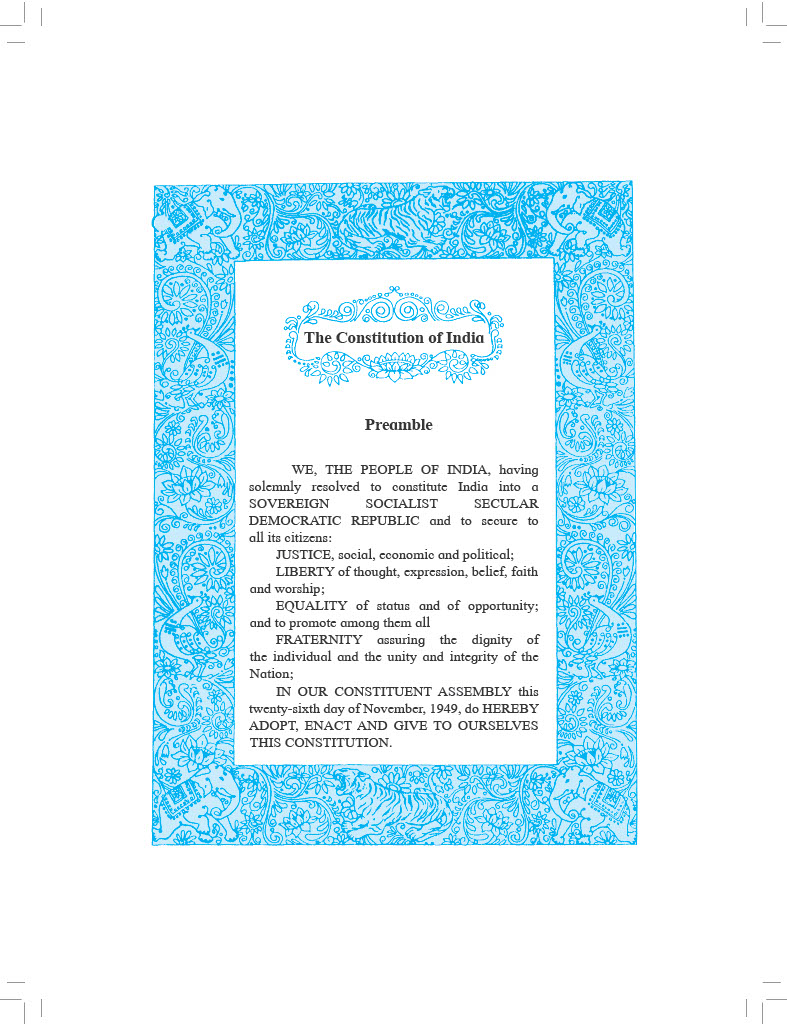 The Constitution of India
Preamble
WE, THE PEOPLE OF INDIA, having
solemnly resolved to constitute India into a
SOVEREIGN SOCIALIST SECULAR
DEMOCRATIC REPUBLIC and to secure to
all its citizens:
JUSTICE, social, economic and political;
LIBERTY of thought, expression, belief, faith
and worship;
EQUALITY of status and of opportunity;
and to promote among them all
FRATERNITY assuring the dignity of
the individual and the unity and integrity of the
Nation;
IN OUR CONSTITUENT ASSEMBLY this
twenty-sixth day of November, 1949, do HEREBY
ADOPT, ENACT AND GIVE TO OURSELVES
THIS CONSTITUTION.